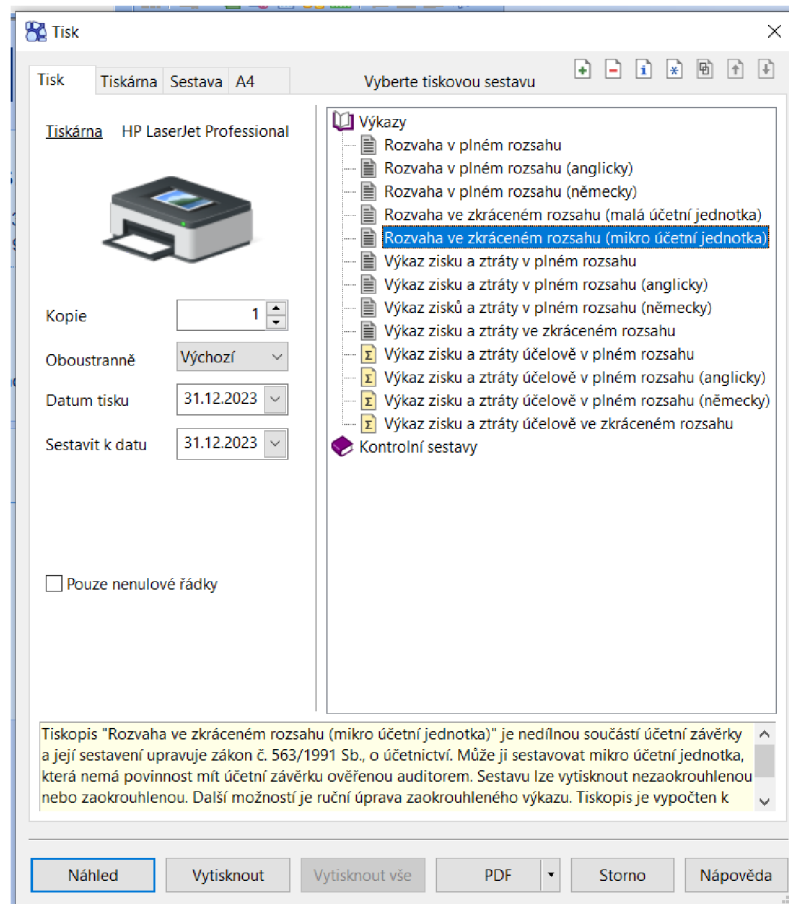 Tisk
Tisk
Tiskárna
Sestava
A4
Vyberte tiskovou sestavu
Tiskárna HP LaserJet Professional
Kopie 1
Oboustranně Výchozí
Datum tisku 31.12.2023
Sestavit k datu 31.12.2023
Pouze nenulové řádky
Výkazy
Rozvaha v plném rozsahu
Rozvaha v plném rozsahu (anglicky)
Rozvaha v plném rozsahu (německy)
Rozvaha ve zkráceném rozsahu (malá účetní jednotka)
Rozvaha ve zkráceném rozsahu (mikro účetní jednotka)
Výkaz zisku a ztráty v plném rozsahu
Výkaz zisku a ztráty v plném rozsahu (anglicky)
Výkaz zisků a ztráty v plném rozsahu (německy)
Výkaz zisku a ztráty ve zkráceném rozsahu
Výkaz zisku a ztráty účelově v plném rozsahu
Výkaz zisku a ztráty účelově v plném rozsahu (anglicky)
Výkaz zisku a ztráty účelově v plném rozsahu (německy)
Výkaz zisku a ztráty účelově ve zkráceném rozsahu
Kontrolní sestavy
Tiskopis "Rozvaha ve zkráceném rozsahu (mikro účetní jednotka)" je nedílnou součástí účetní závěrky
a její sestavení upravuje zákon č. 563/1991 Sb., o účetnictví. Může ji sestavovat mikro účetní jednotka,
která nemá povinnost mít účetní závěrku ověřenou auditorem. Sestavu lze vytisknout nezaokrouhlenou
nebo zaokrouhlenou. Další možností je ruční úprava zaokrouhleného výkazu. Tiskopis je vypočten k
Náhled
Vytisknout
Vytisknout vše
PDF
Storno
Nápověda